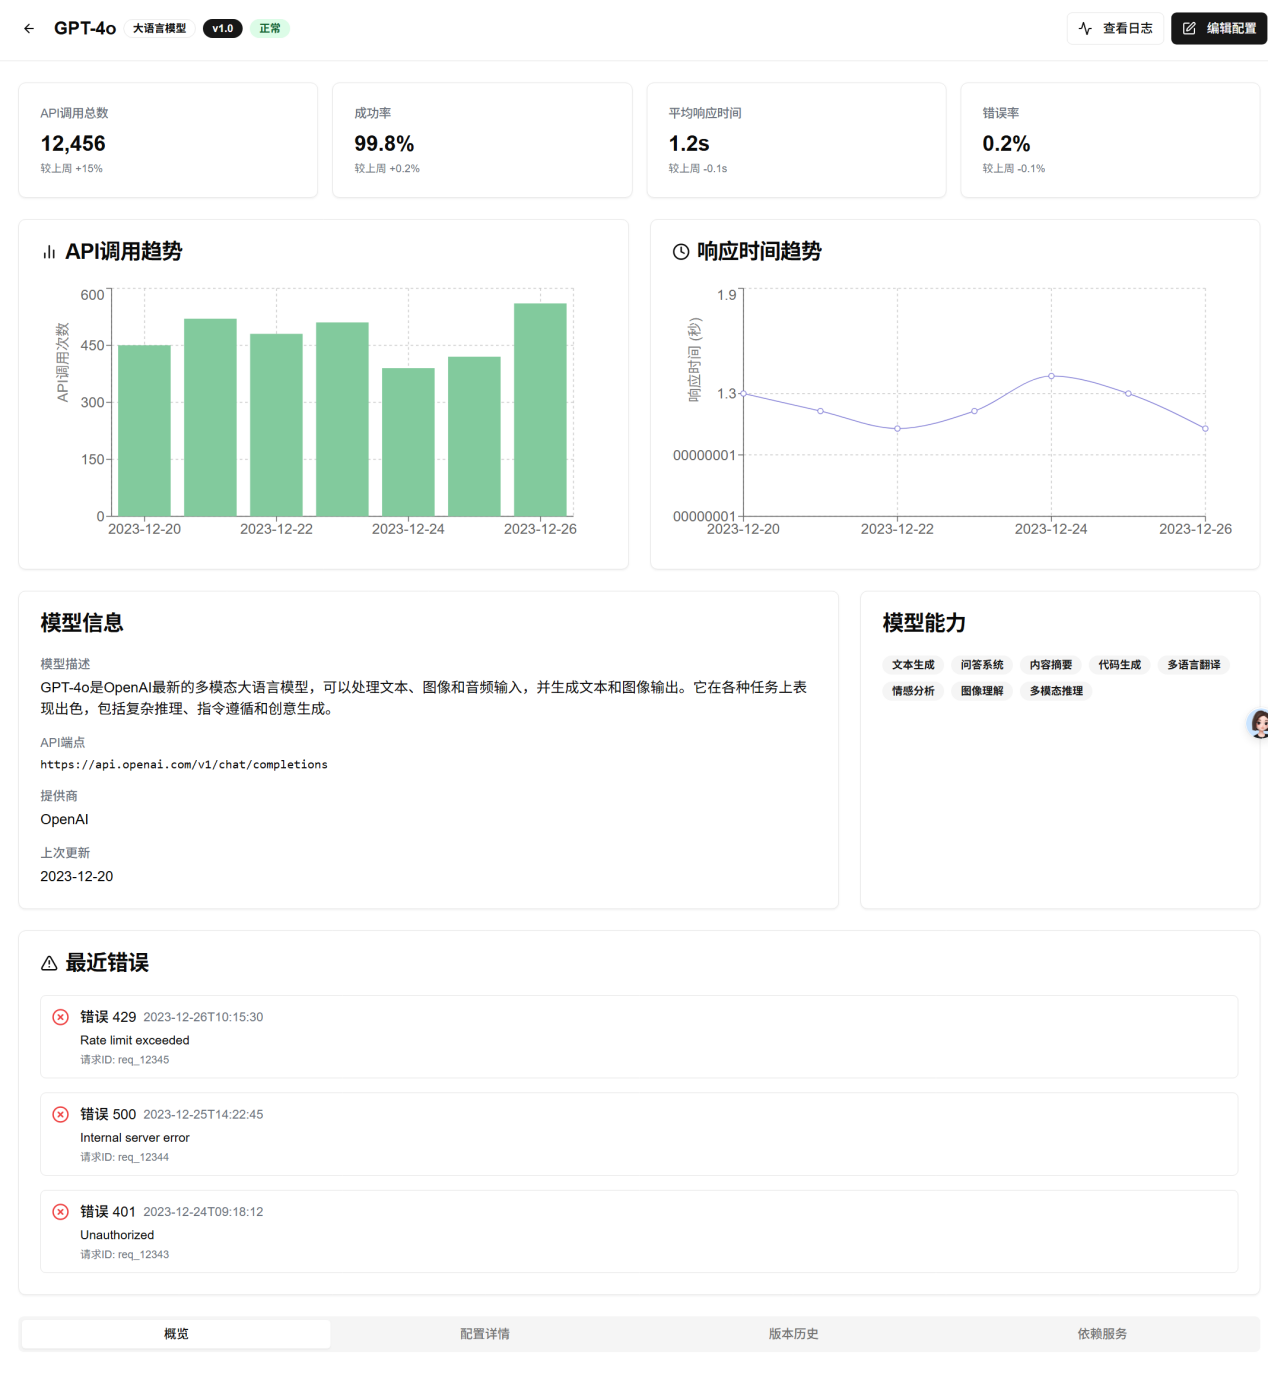 GPT-4o 大语言模型 v1.0 正常 查看日志 编辑配置
API调用总数
12,456
较上周 +15%
成功率
99.8%
较上周 +0.2%
平均响应时间
1.2s
较上周 -0.1s
错误率
0.2%
较上周 -0.1%
API调用趋势
API调用次数
600
450
300
150
0
2023-12-20 2023-12-22 2023-12-24 2023-12-26
响应时间趋势
响应时间 (秒)
1.9
1.3
00000001
00000001
2023-12-20 2023-12-22 2023-12-24 2023-12-26
模型信息
模型描述
GPT-4o是OpenAI最新的多模态大语言模型，可以处理文本、图像和音频输入，并生成文本和图像输出。它在各种任务上表
现出色，包括复杂推理、指令遵循和创意生成。
API端点
https://api.openai.com/v1/chat/completions
提供商
OpenAI
上次更新
2023-12-20
模型能力
文本生成 问答系统 内容摘要 代码生成 多语言翻译
情感分析 图像理解 多模态推理
最近错误
错误 429 2023-12-26T10:15:30
Rate limit exceeded
请求ID: req_12345
错误 500 2023-12-25T14:22:45
Internal server error
请求ID: req_12344
错误 401 2023-12-24T09:18:12
Unauthorized
请求ID: req_12343
概览 配置详情 版本历史 依赖服务